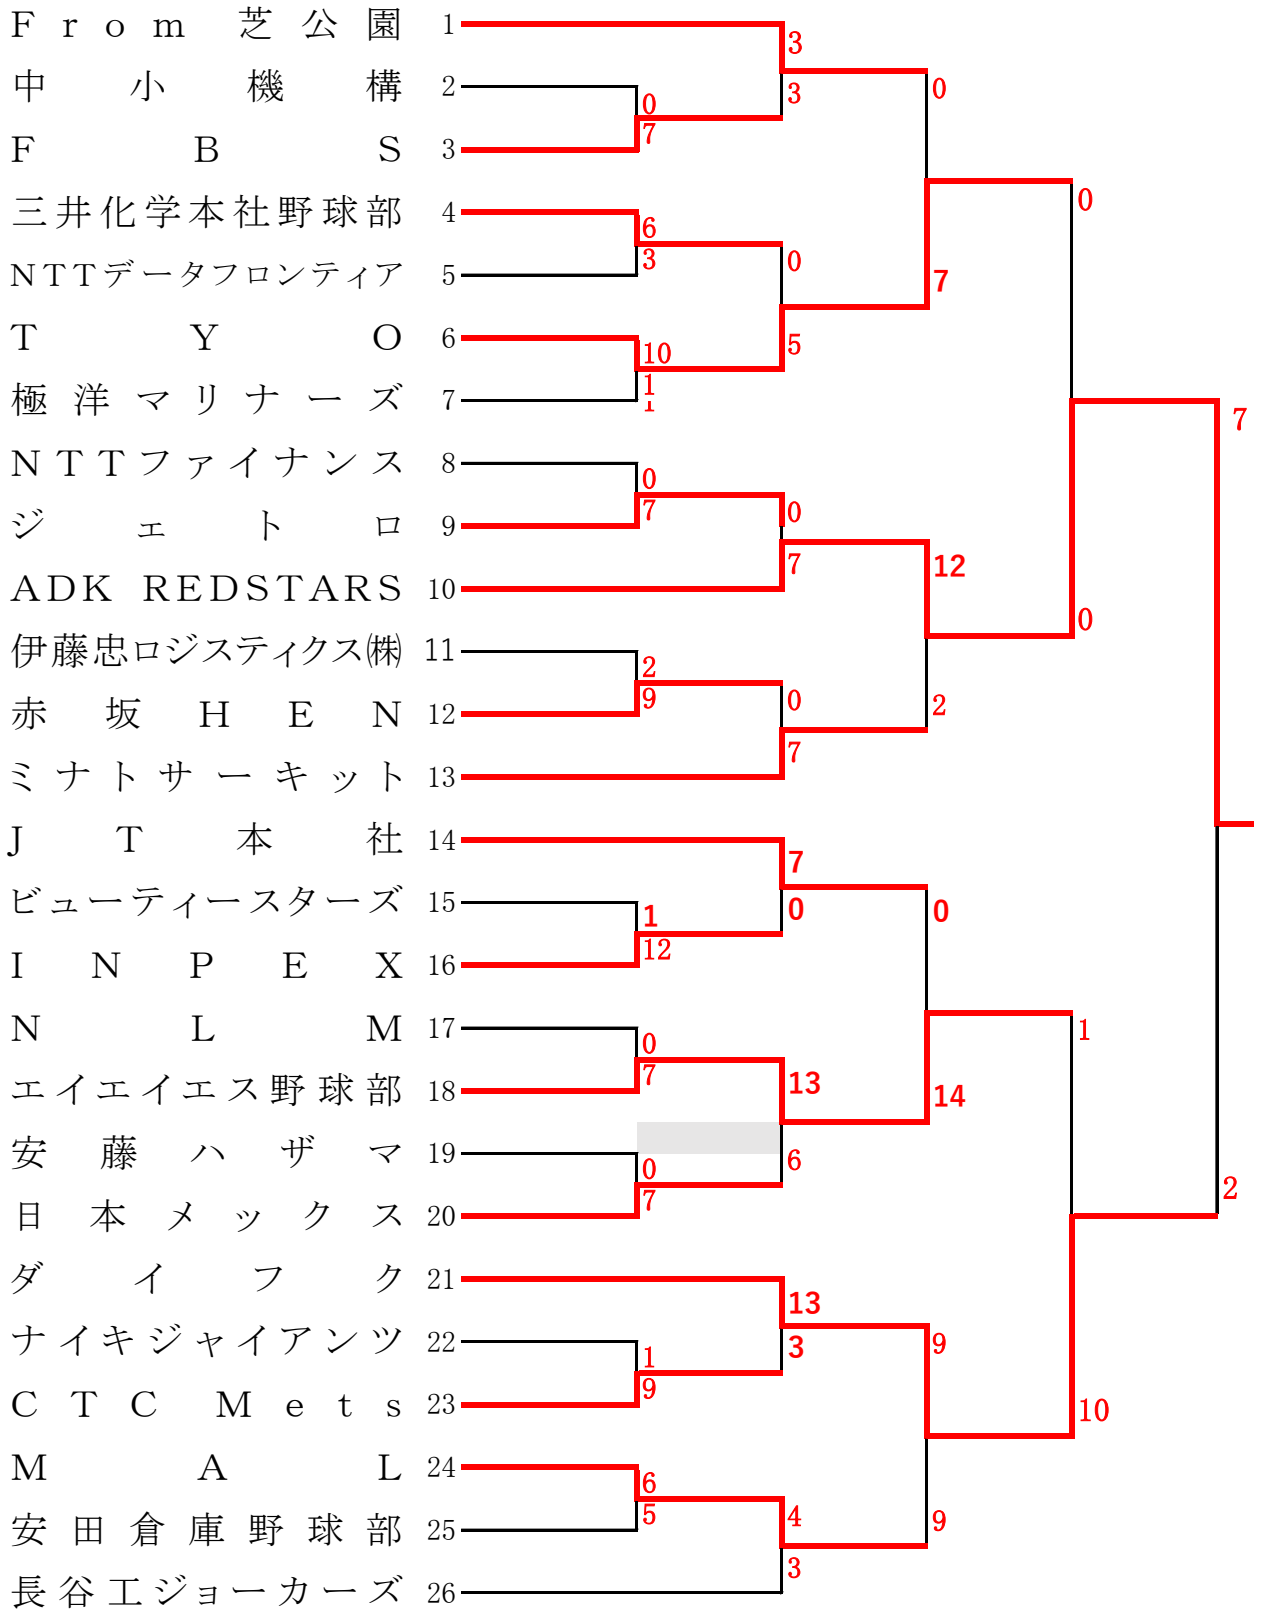 From 芝公園 1
3
中小機構 2
0
3
0
7
FBS 3
0
三井化学本社野球部 4
6
3
0
NTTデータフロンティア 5
7
TYO 6
10
5
1
極洋マリナーズ 7
1
7
NTTファイナンス 8
0
0
ジェトロ 9
7
7
12
ADK REDSTARS 10
0
伊藤忠ロジスティクス㈱ 11
2
9
0
2
赤坂HEN 12
7
ミナトサーキット 13
JT本社 14
7
ビューティースターズ 15
1
0
0
12
INPEX 16
NLM 17
0
1
7
13
14
エイエイエス野球部 18
安藤ハザマ 19
0
6
7
2
日本メックス 20
ダイフク 21
13
ナイキジャイアンツ 22
1
3
9
9
CTC Mets 23
10
MAL 24
6
5
4
9
安田倉庫野球部 25
3
長谷工ジョーカーズ 26